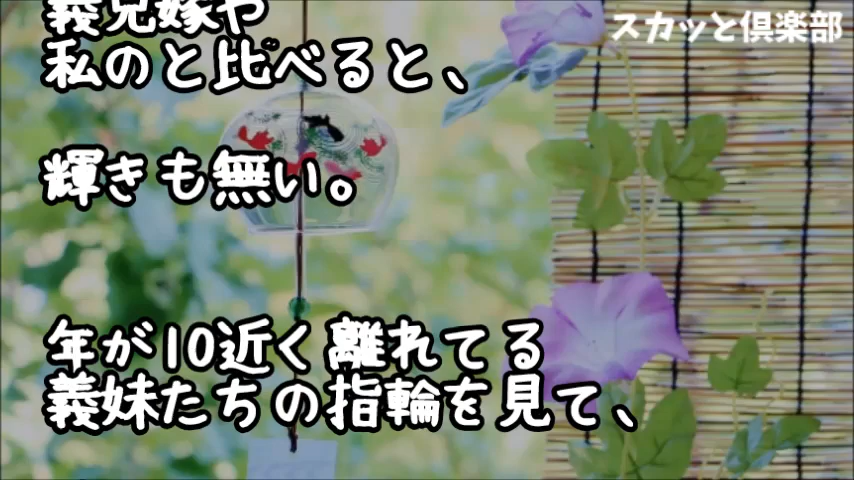 スカッと倶楽部
義兄嫁や
私のと比べると、
輝きも無い。
年が10近く離れてる
義妹たちの指輪を見て、